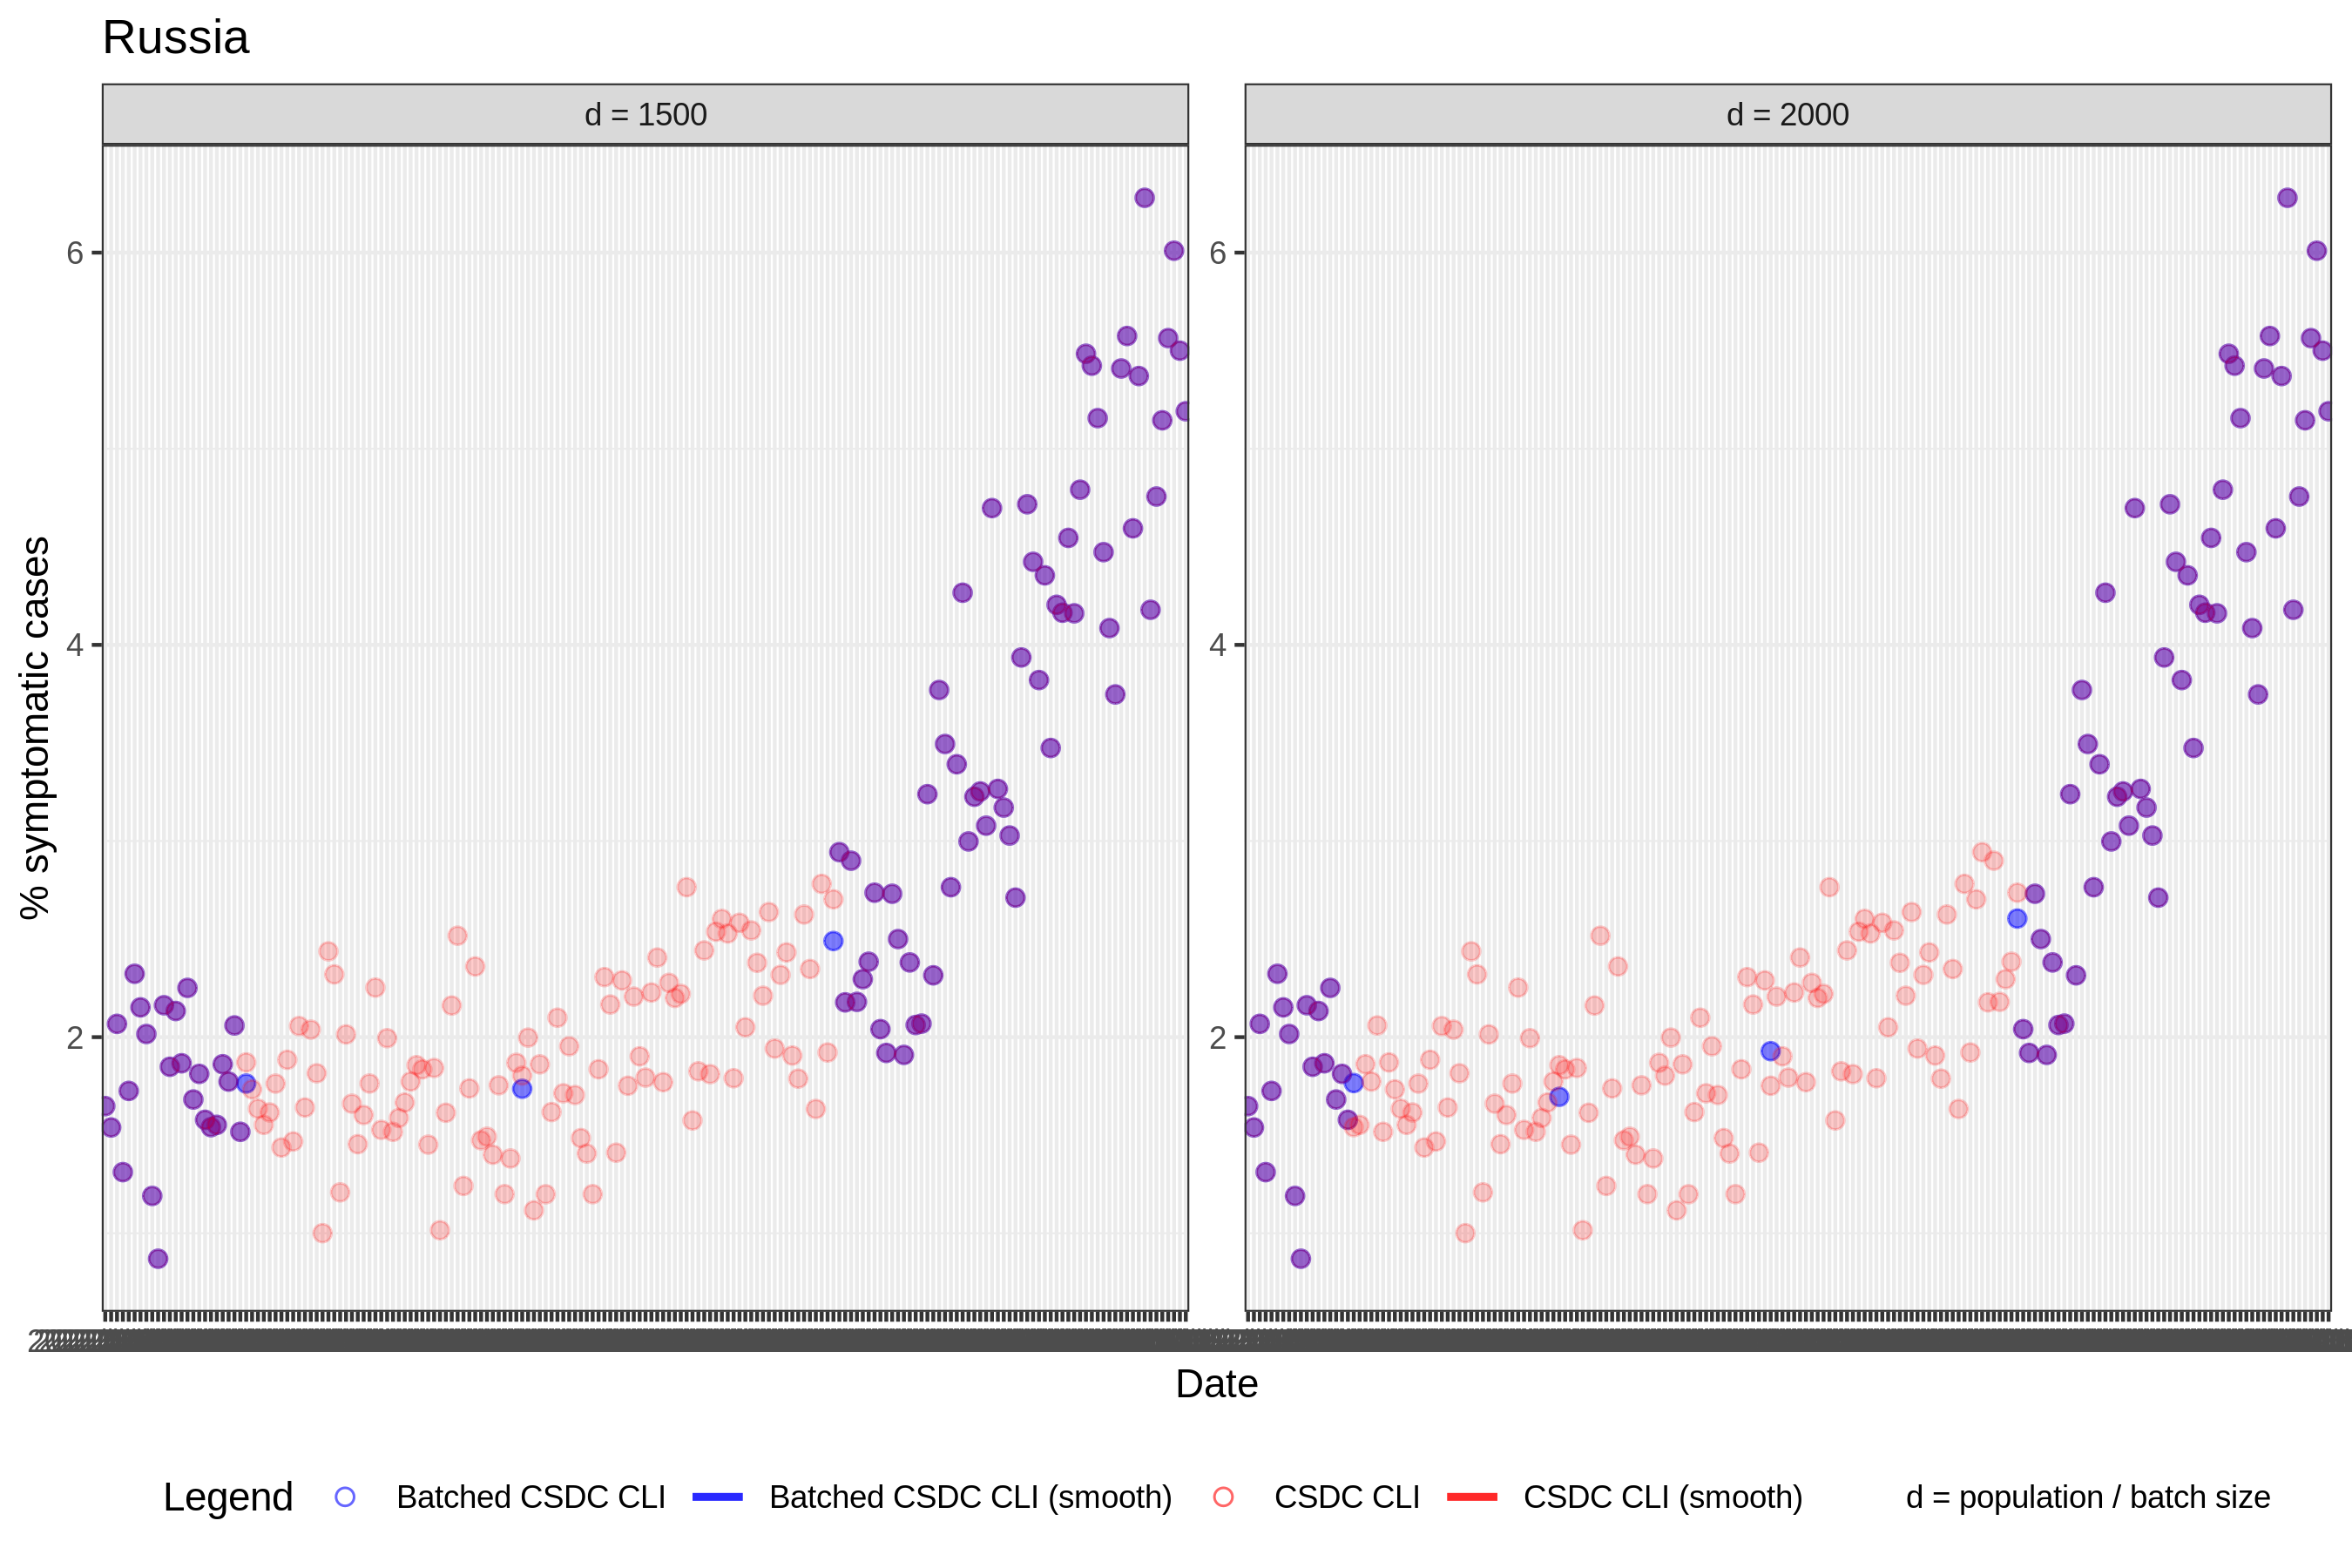 Russia
d = 1500
d = 2000
% symptomatic cases
6
4
2
6
4
2
Date
Legend
Batched CSDC CLI
Batched CSDC CLI (smooth)
CSDC CLI
CSDC CLI (smooth)
d = population / batch size